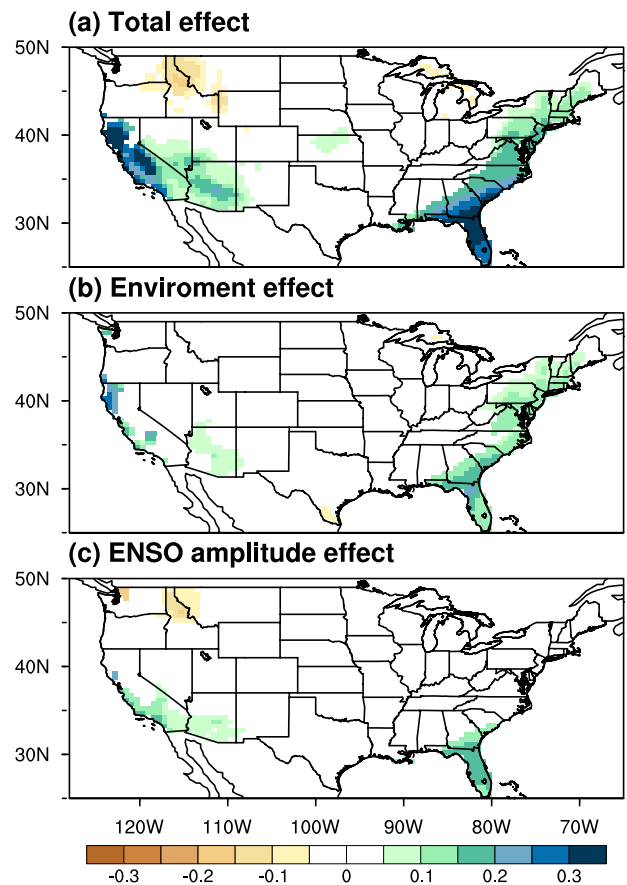 (a) Total effect
50N
40N
30N
(b) Enviroment effect
50N
40N
30N
(c) ENSO amplitude effect
50N
40N
30N
120W 110W 100W 90W 80W 70W
-0.3 -0.2 -0.1 0 0.1 0.2 0.3